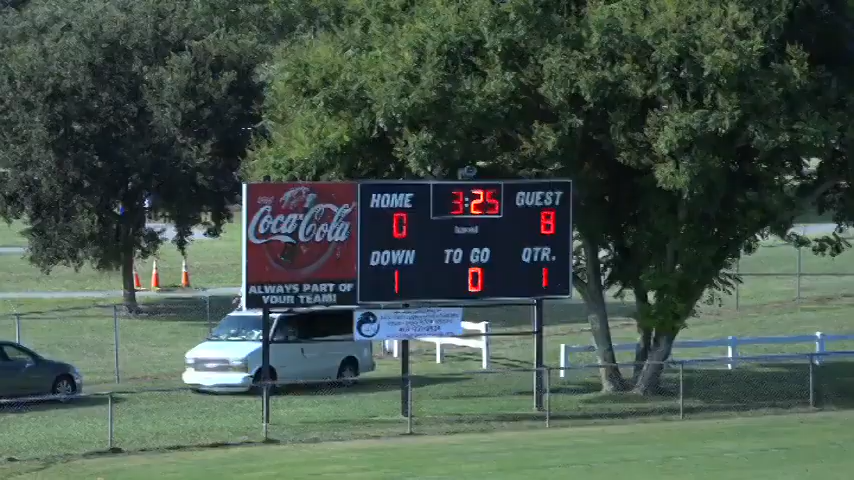 Coca-Cola
ALWAYS PART OF
YOUR TEAM!
HOME 3:25 GUEST
0 8
DOWN TO GO QTR.
1 0 1